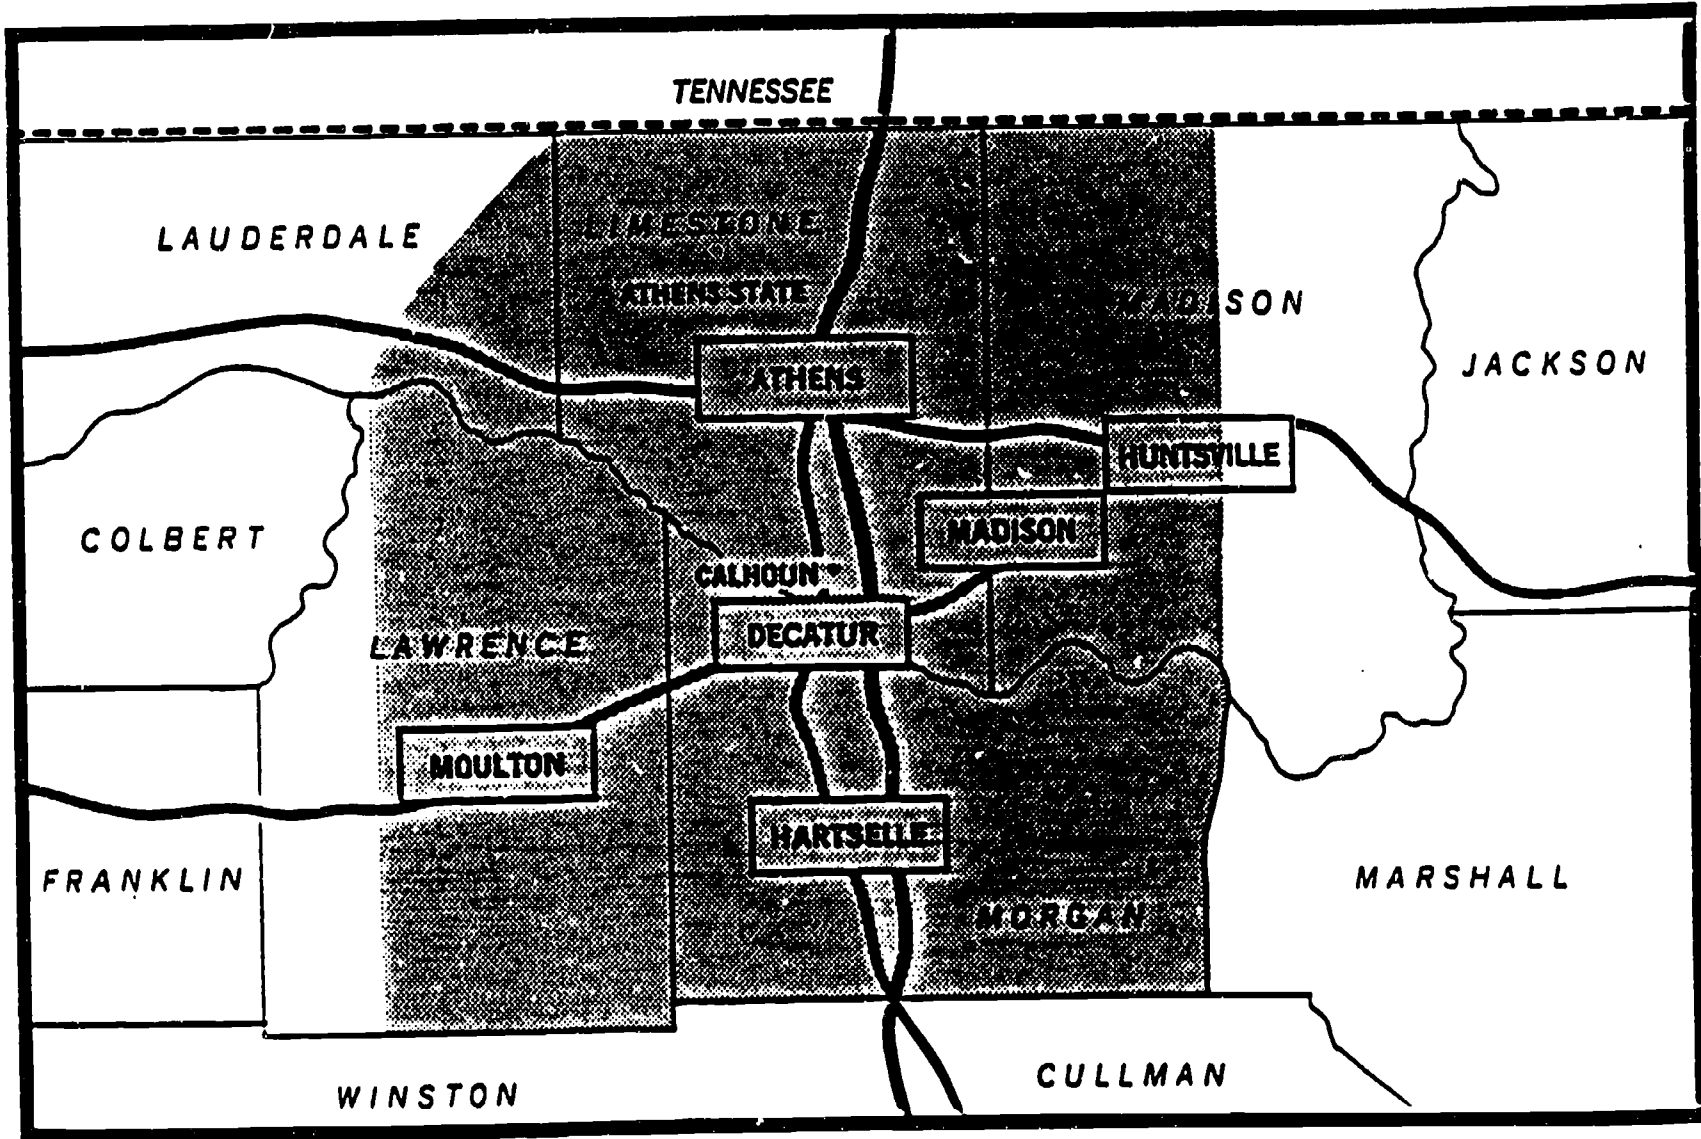 TENNESSEE
LAUDERDALE
LIMESTONE
ATHENS STATE
MADISON
JACKSON
ATHENS
HUNTSVILLE
COLBERT
MADISON
CALHOUN
DECATUR
LAWRENCE
MOULTON
HARTSELLE
FRANKLIN
MARSHALL
MORGAN
CULLMAN
WINSTON